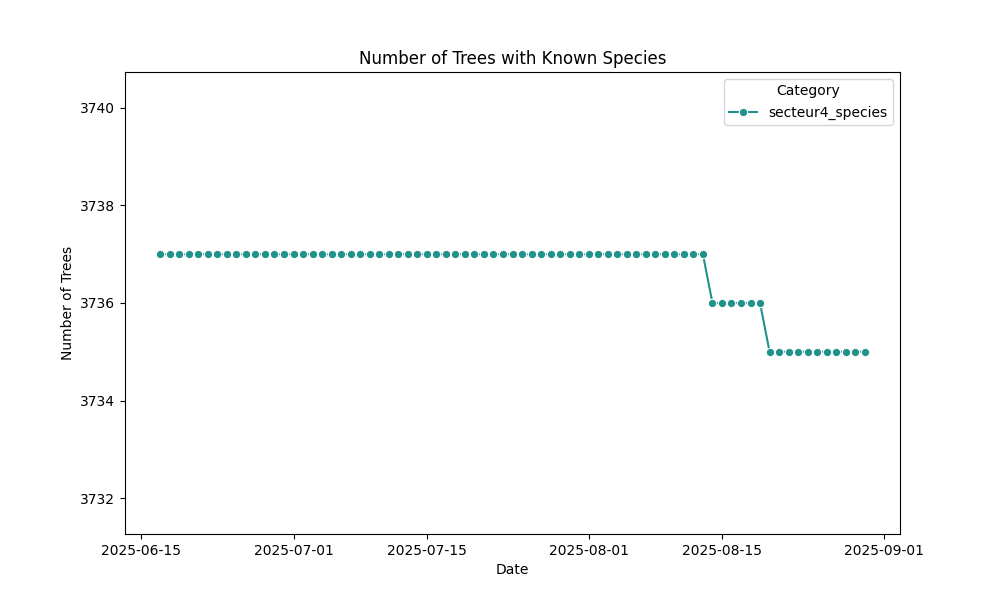 Number of Trees with Known Species
Category
secteur4_species
Number of Trees
3740
3738
3736
3734
3732
2025-06-15
2025-07-01
2025-07-15
2025-08-01
2025-08-15
2025-09-01
Date